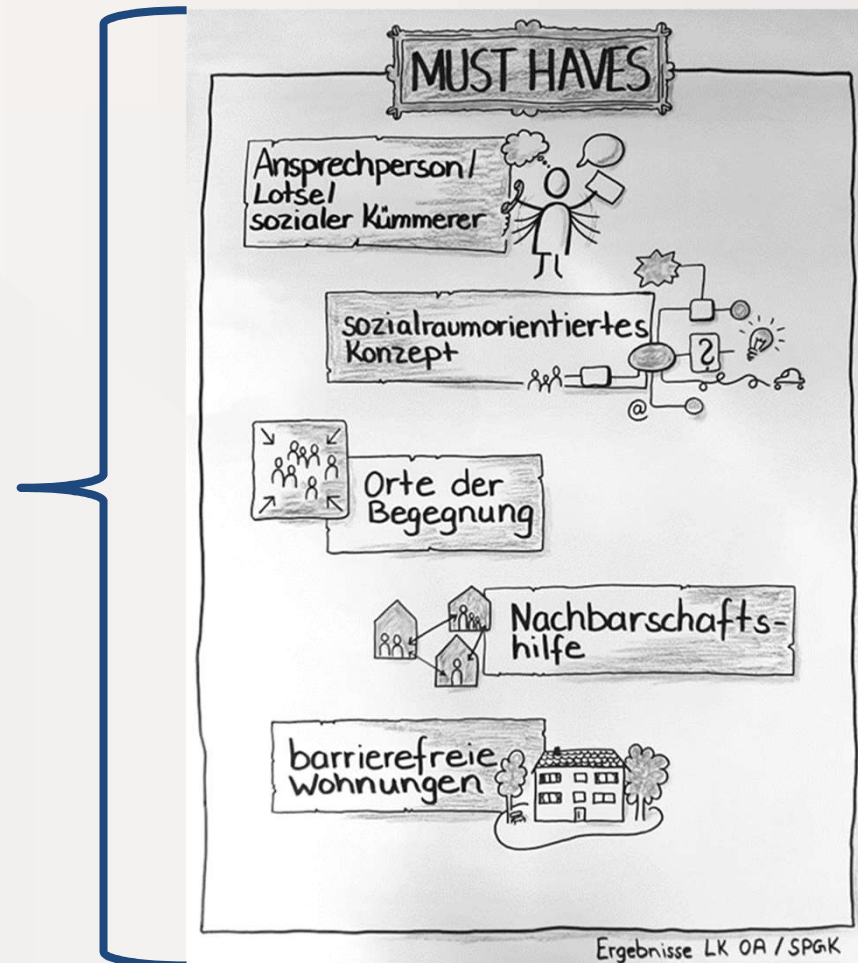 MUST HAVES
Ansprechperson/
Lotse/
sozialer Kümmerer
sozialraumorientiertes
Konzept
?
@
Orte der
Begegnung
Nachbarschafts-
hilfe
barrierefreie
Wohnungen
Ergebnisse LK OA / SPGK